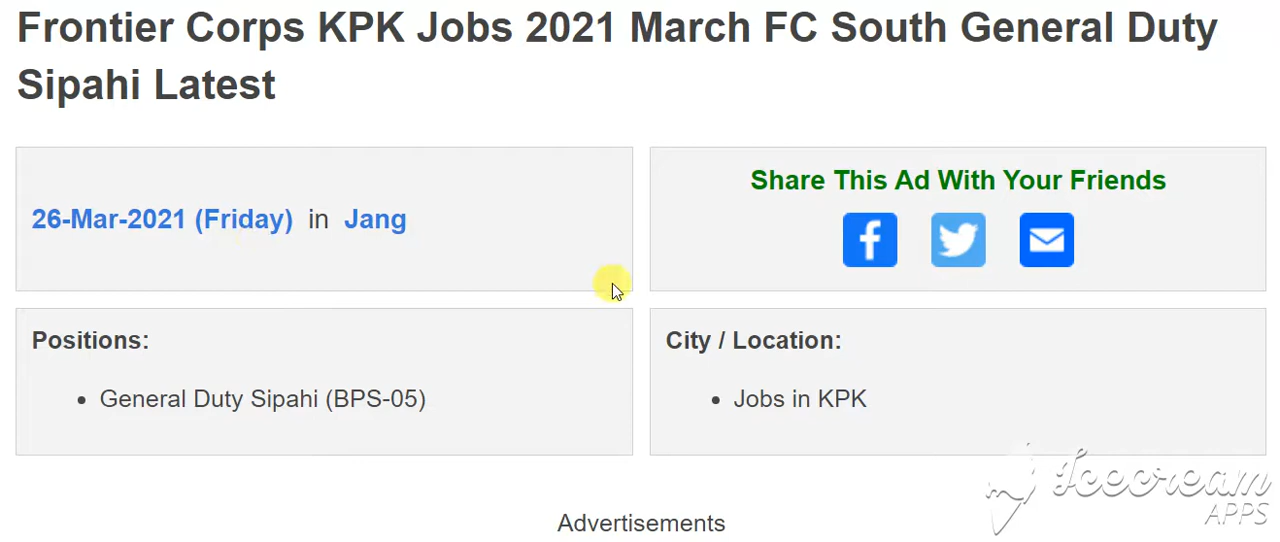 Frontier Corps KPK Jobs 2021 March FC South General Duty
Sipahi Latest
26-Mar-2021 (Friday) in Jang
Share This Ad With Your Friends
Positions:
General Duty Sipahi (BPS-05)
City / Location:
Jobs in KPK
Icecream
APPS
Advertisements